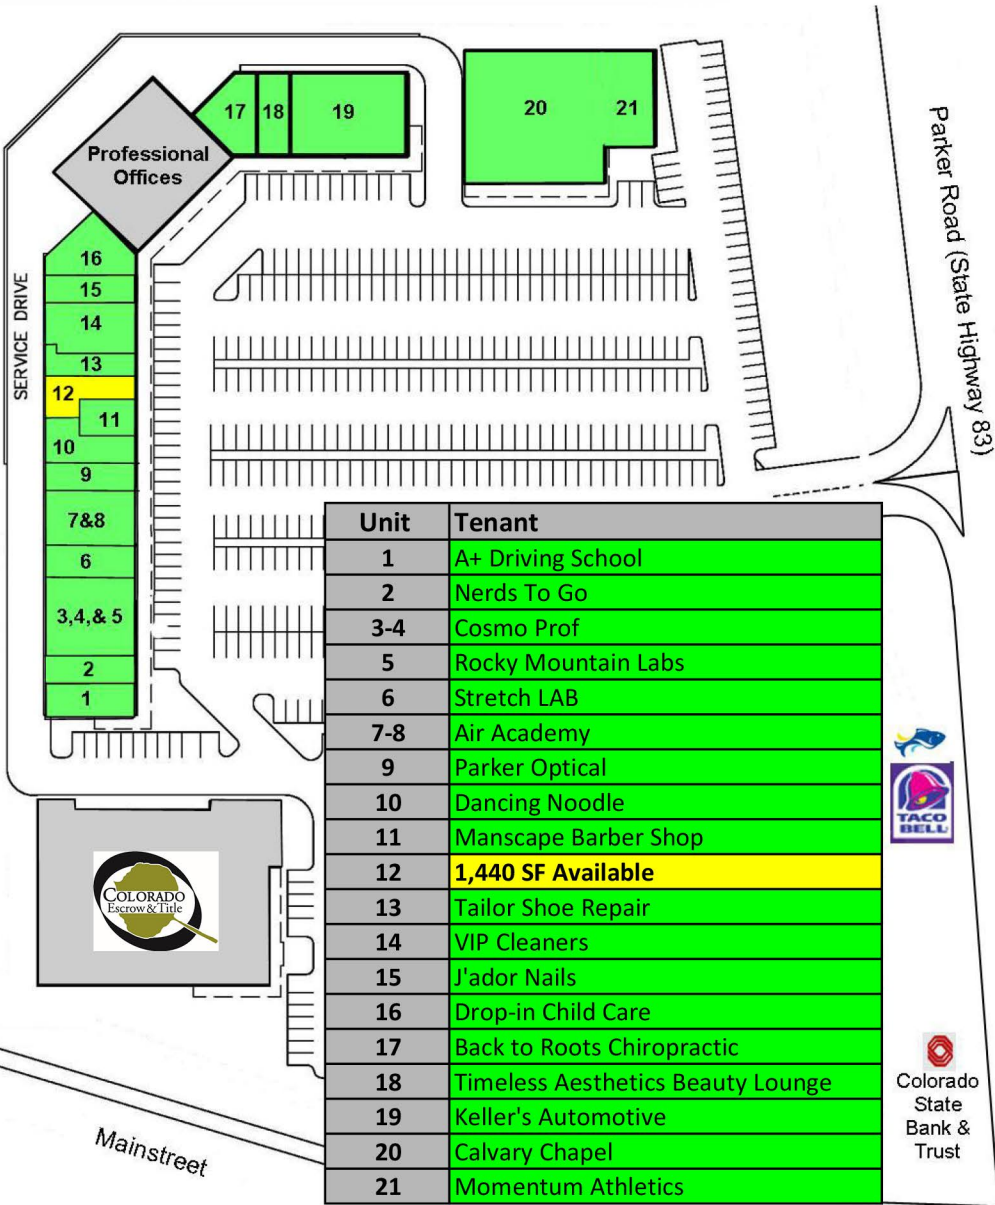 17 18 19
20 21
Professional
Offices
Parker Road (State Highway 83)
SERVICE DRIVE
16
15
14
13
12
11
10
9
7&8
6
3,4,& 5
2
1
Unit Tenant
1 A+ Driving School
2 Nerds To Go
3-4 Cosmo Prof
5 Rocky Mountain Labs
6 Stretch LAB
7-8 Air Academy
9 Parker Optical
10 Dancing Noodle
11 Manscape Barber Shop
12 1,440 SF Available
13 Tailor Shoe Repair
14 VIP Cleaners
15 J'ador Nails
16 Drop-in Child Care
17 Back to Roots Chiropractic
18 Timeless Aesthetics Beauty Lounge
19 Keller's Automotive
20 Calvary Chapel
21 Momentum Athletics
TACO
BELL
COLORADO
Escrow & Title
Colorado
State
Bank &
Trust
Mainstreet